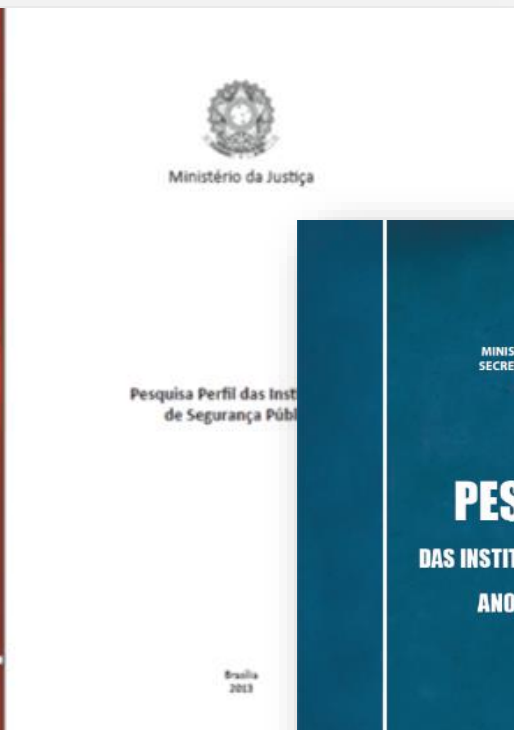 Ministério da Justiça
Pesquisa Perfil das Inst
de Segurança Públ
Brasília
2013
MINIS
SECRE
PES
DAS INSTIT
ANO